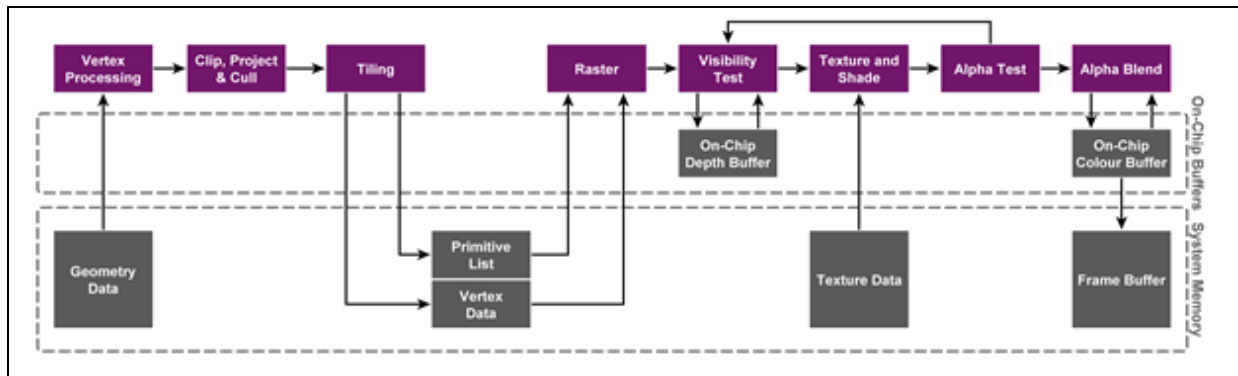 Vertex
Processing
Clip, Project
& Cull
Tiling
Raster
Visibility
Test
Texture and
Shade
Alpha Test
Alpha Blend
On-Chip
Depth Buffer
On-Chip
Colour Buffer
On-Chip Buffers
Geometry
Data
Primitive
List
Vertex
Data
Texture Data
Frame Buffer
System Memory